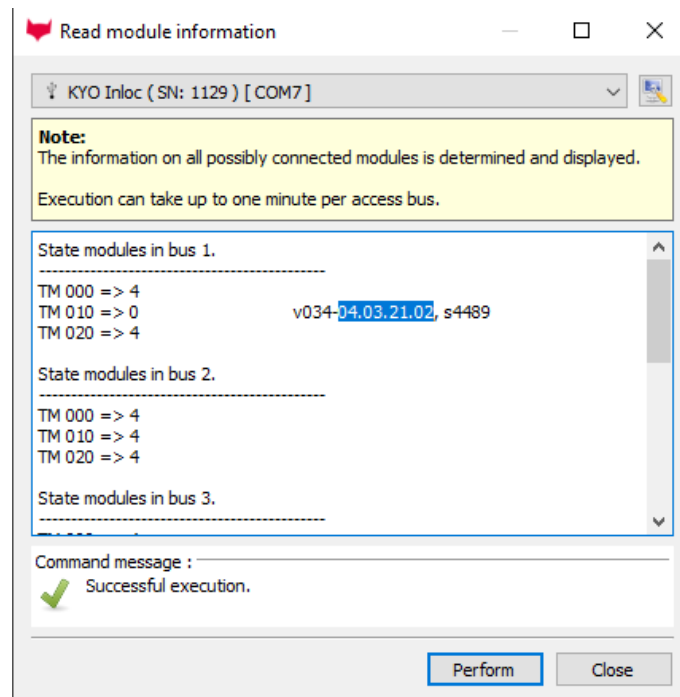 Read module information
KYO Inloc ( SN: 1129 ) [ COM7 ]
Note:
The information on all possibly connected modules is determined and displayed.
Execution can take up to one minute per access bus.
State modules in bus 1.
------------------------------------------------
TM 000 => 4
TM 010 => 0 v034-04.03.21.02, s4489
TM 020 => 4
State modules in bus 2.
------------------------------------------------
TM 000 => 4
TM 010 => 4
TM 020 => 4
State modules in bus 3.
------------------------------------------------
Command message :
Successful execution.
Perform
Close